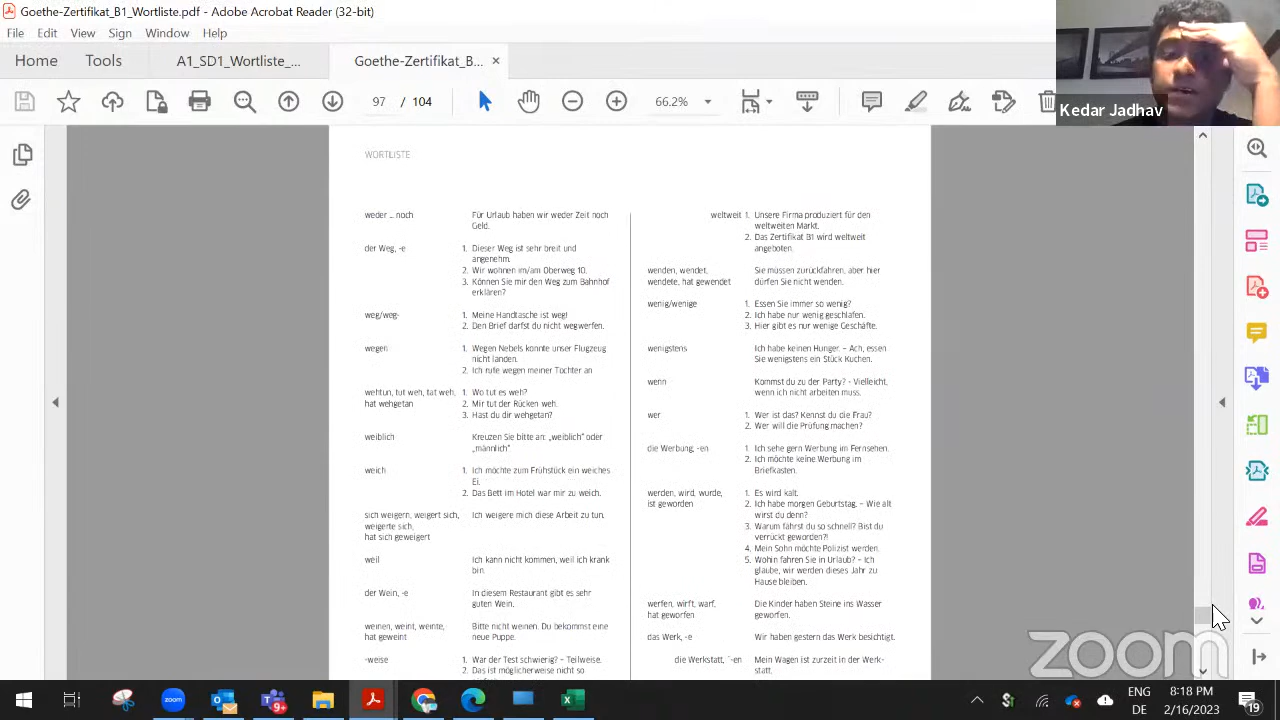 Goethe-Zertifikat_B1_Wortliste.pdf - Adobe Acrobat Reader (32-bit)
File Edit View Sign Window Help
Home Tools A1_SD1_Wortliste_... Goethe-Zertifikat_B... ×
97 / 104 66.2%
Kedar Jadhav
WORTLISTE
weder ... noch
Für Urlaub haben wir weder Zeit noch
Geld.
der Weg, -e
1. Dieser Weg ist sehr breit und
angenehm.
2. Wir wohnen im/am Oberweg 10.
3. Können Sie mir den Weg zum Bahnhof
erklären?
weg/weg-
1. Meine Handtasche ist weg!
2. Den Brief darfst du nicht wegwerfen.
wegen
1. Wegen Nebels konnte unser Flugzeug
nicht landen.
2. Ich rufe wegen meiner Tochter an
wehtun, tut weh, tat weh,
hat wehgetan
1. Wo tut es weh?
2. Mir tut der Rücken weh.
3. Hast du dir wehgetan?
weiblich
Kreuzen Sie bitte an: „weiblich“ oder
„männlich“.
weich
1. Ich möchte zum Frühstück ein weiches
Ei.
2. Das Bett im Hotel war mir zu weich.
sich weigern, weigert sich,
weigerte sich,
hat sich geweigert
Ich weigere mich diese Arbeit zu tun.
weil
Ich kann nicht kommen, weil ich krank
bin.
der Wein, -e
In diesem Restaurant gibt es sehr
guten Wein.
weinen, weint, weinte,
hat geweint
Bitte nicht weinen. Du bekommst eine
neue Puppe.
-weise
1. War der Test schwierig? – Teilweise.
2. Das ist möglicherweise nicht so
weltweit
1. Unsere Firma produziert für den
weltweiten Markt.
2. Das Zertifikat B1 wird weltweit
angeboten.
wenden, wendet,
wendete, hat gewendet
Sie müssen zurückfahren, aber hier
dürfen Sie nicht wenden.
wenig/wenige
1. Essen Sie immer so wenig?
2. Ich habe nur wenig geschlafen.
3. Hier gibt es nur wenige Geschäfte.
wenigstens
Ich habe keinen Hunger. – Ach, essen
Sie wenigstens ein Stück Kuchen.
wenn
Kommst du zu der Party? - Vielleicht,
wenn ich nicht arbeiten muss.
wer
1. Wer ist das? Kennst du die Frau?
2. Wer will die Prüfung machen?
die Werbung, -en
1. Ich sehe gern Werbung im Fernsehen.
2. Ich möchte keine Werbung im
Briefkasten.
werden, wird, wurde,
ist geworden
1. Es wird kalt.
2. Ich habe morgen Geburtstag. – Wie alt
wirst du denn?
3. Warum fährst du so schnell? Bist du
verrückt geworden?!
4. Mein Sohn möchte Polizist werden.
5. Wohin fahren Sie in Urlaub? – Ich
glaube, wir werden dieses Jahr zu
Hause bleiben.
werfen, wirft, warf,
hat geworfen
Die Kinder haben Steine ins Wasser
geworfen.
das Werk, -e
Wir haben gestern das Werk besichtigt.
die Werkstatt, ¨-en
Mein Wagen ist zurzeit in der Werk-
statt.
zoom
zoom
9+
ENG
DE
8:18 PM
2/16/2023
19